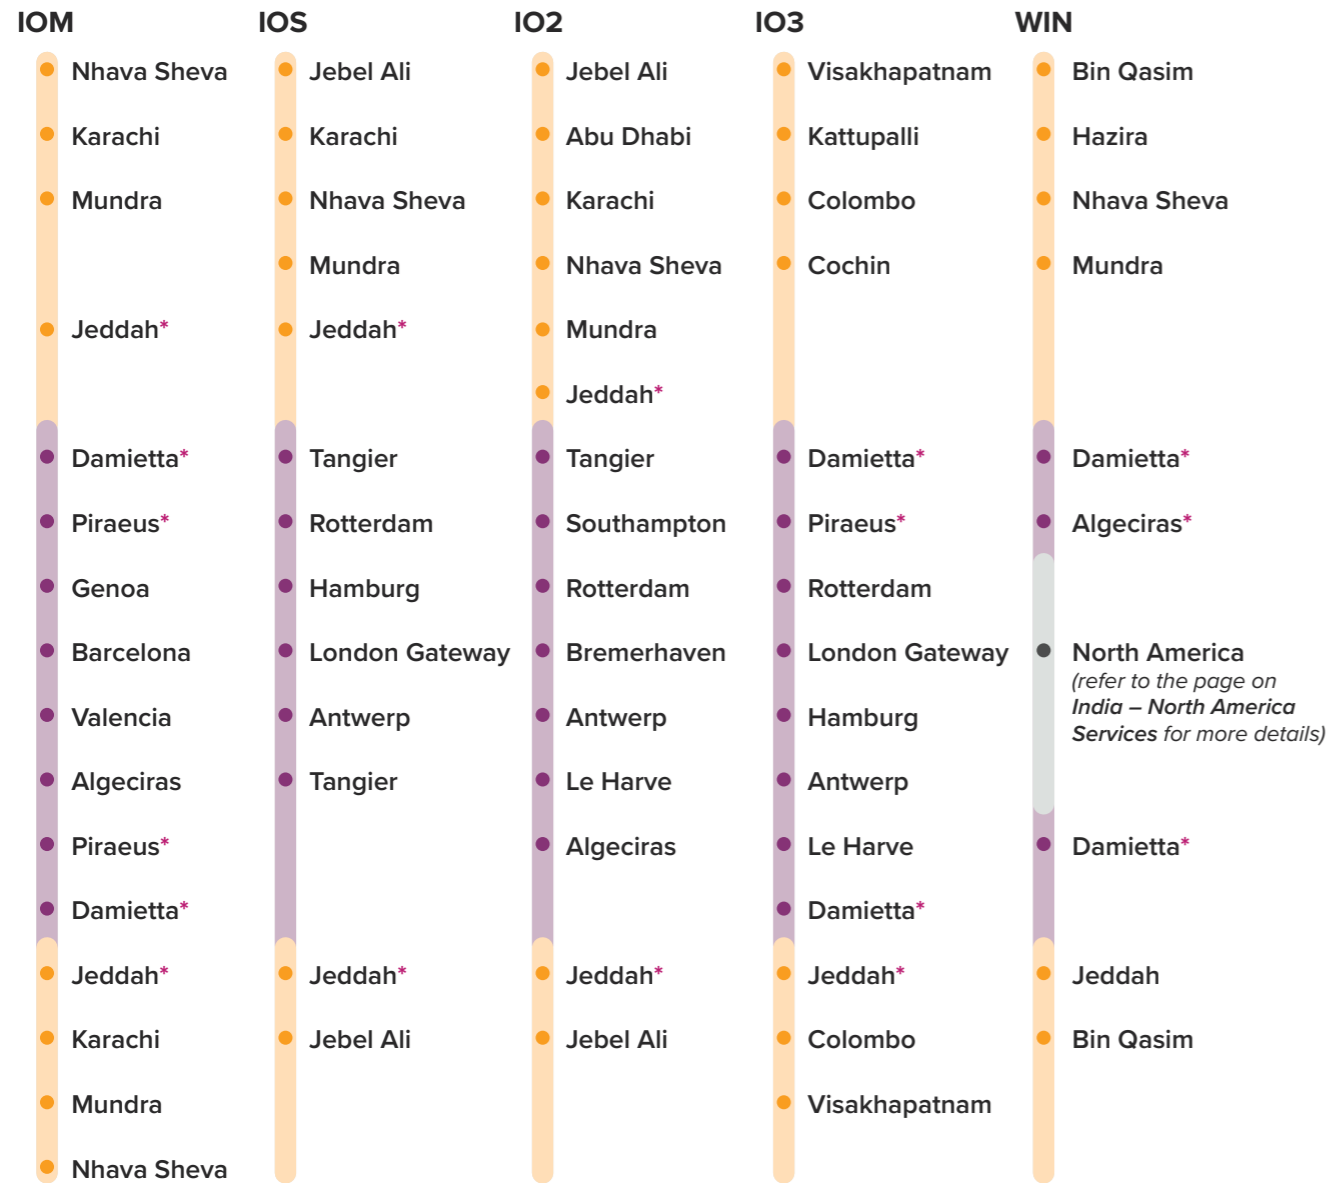 IOM
Nhava Sheva
Karachi
Mundra
Jeddah*
Damietta*
Piraeus*
Genoa
Barcelona
Valencia
Algeciras
Piraeus*
Damietta*
Jeddah*
Karachi
Mundra
Nhava Sheva
IOS
Jebel Ali
Karachi
Nhava Sheva
Mundra
Jeddah*
Tangier
Rotterdam
Hamburg
London Gateway
Antwerp
Tangier
Jeddah*
Jebel Ali
IO2
Jebel Ali
Abu Dhabi
Karachi
Nhava Sheva
Mundra
Jeddah*
Tangier
Southampton
Rotterdam
Bremerhaven
Antwerp
Le Harve
Algeciras
Jeddah*
Jebel Ali
IO3
Visakhapatnam
Kattupalli
Colombo
Cochin
Damietta*
Piraeus*
Rotterdam
London Gateway
Hamburg
Antwerp
Le Harve
Damietta*
Jeddah*
Colombo
Visakhapatnam
WIN
Bin Qasim
Hazira
Nhava Sheva
Mundra
Damietta*
Algeciras*
North America
(refer to the page on
India – North America
Services for more details)
Damietta*
Jeddah
Bin Qasim